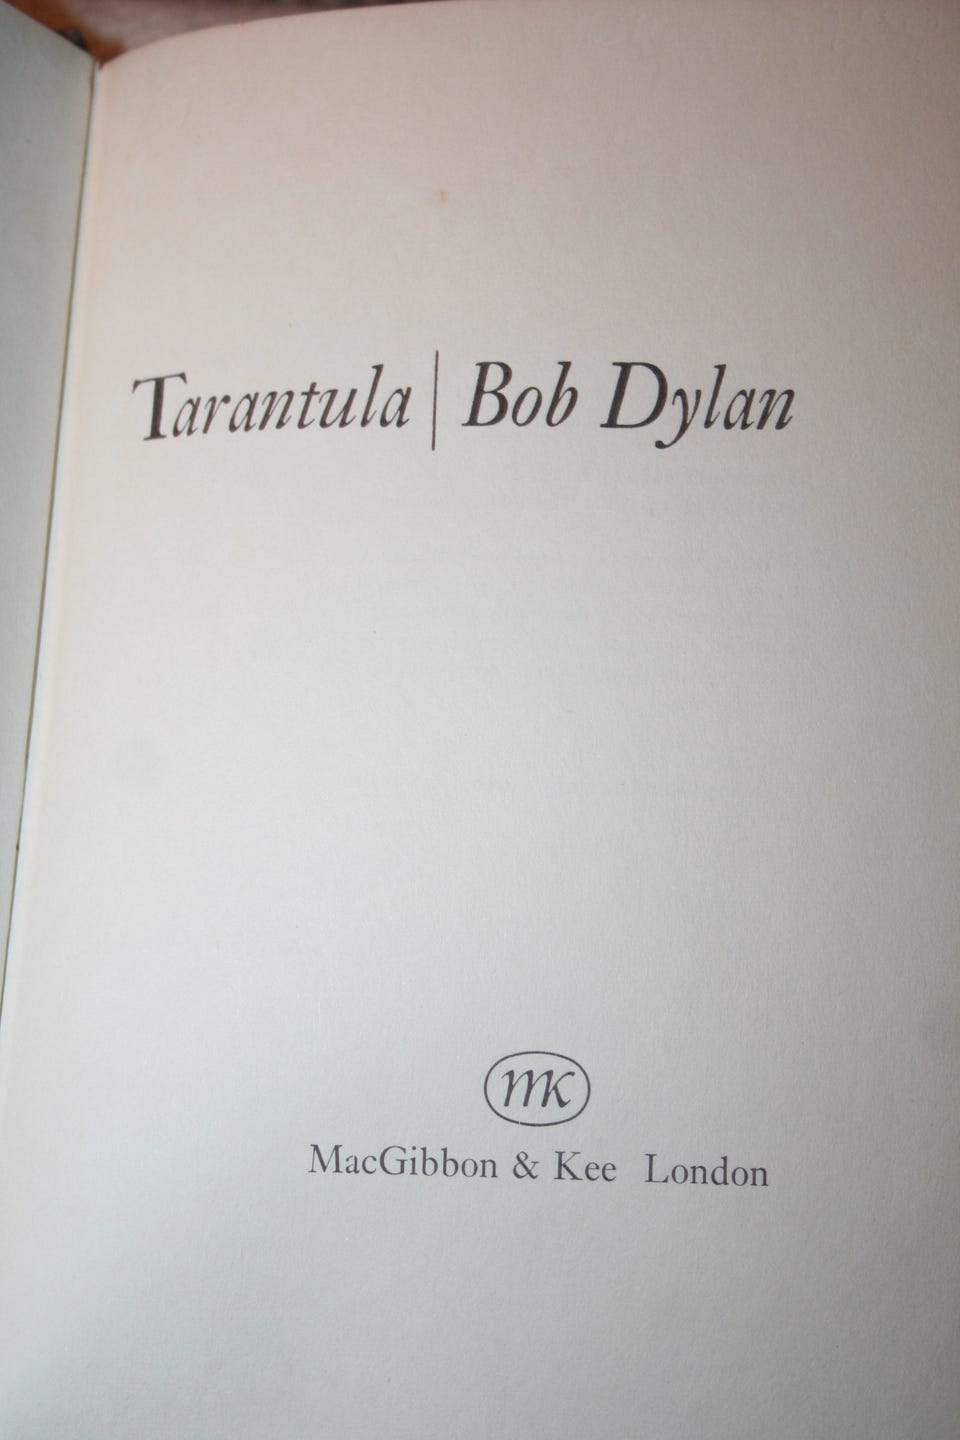 Tarantula | Bob Dylan
MK
MacGibbon & Kee London